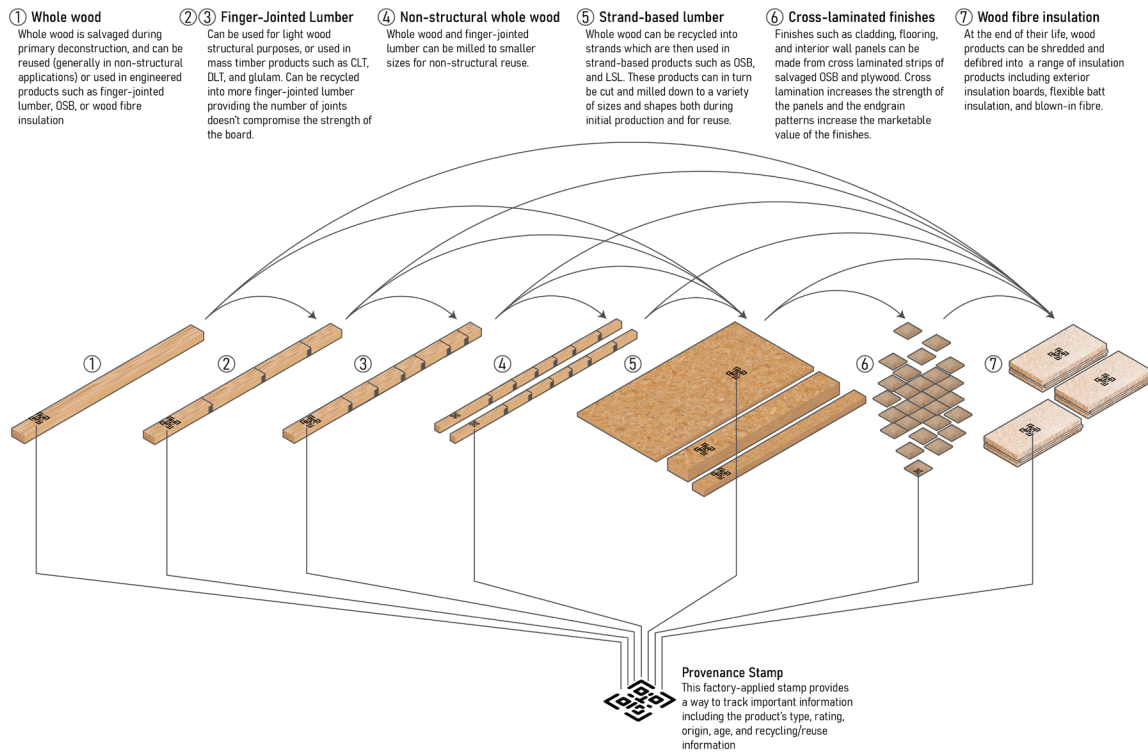 ① Whole wood
Whole wood is salvaged during
primary deconstruction, and can be
reused (generally in non-structural
applications) or used in engineered
products such as finger-jointed
lumber, OSB, or wood fibre
insulation
②③ Finger-Jointed Lumber
Can be used for light wood
structural purposes, or used in
mass timber products such as CLT,
DLT, and glulam. Can be recycled
into more finger-jointed lumber
providing the number of joints
doesn't compromise the strength of
the board.
④ Non-structural whole wood
Whole wood and finger-jointed
lumber can be milled to smaller
sizes for non-structural reuse.
⑤ Strand-based lumber
Whole wood can be recycled into
strands which are then used in
strand-based products such as OSB,
and LSL. These products can in turn
be cut and milled down to a variety
of sizes and shapes both during
initial production and for reuse.
⑥ Cross-laminated finishes
Finishes such as cladding, flooring,
and interior wall panels can be
made from cross laminated strips of
salvaged OSB and plywood. Cross
lamination increases the strength of
the panels and the endgrain
patterns increase the marketable
value of the finishes.
⑦ Wood fibre insulation
At the end of their life, wood
products can be shredded and
defibred into a range of insulation
products including exterior
insulation boards, flexible batt
insulation, and blown-in fibre.
①
②
③
④
⑤
⑥
⑦
Provenance Stamp
This factory-applied stamp provides
a way to track important information
including the product's type, rating,
origin, age, and recycling/reuse
information